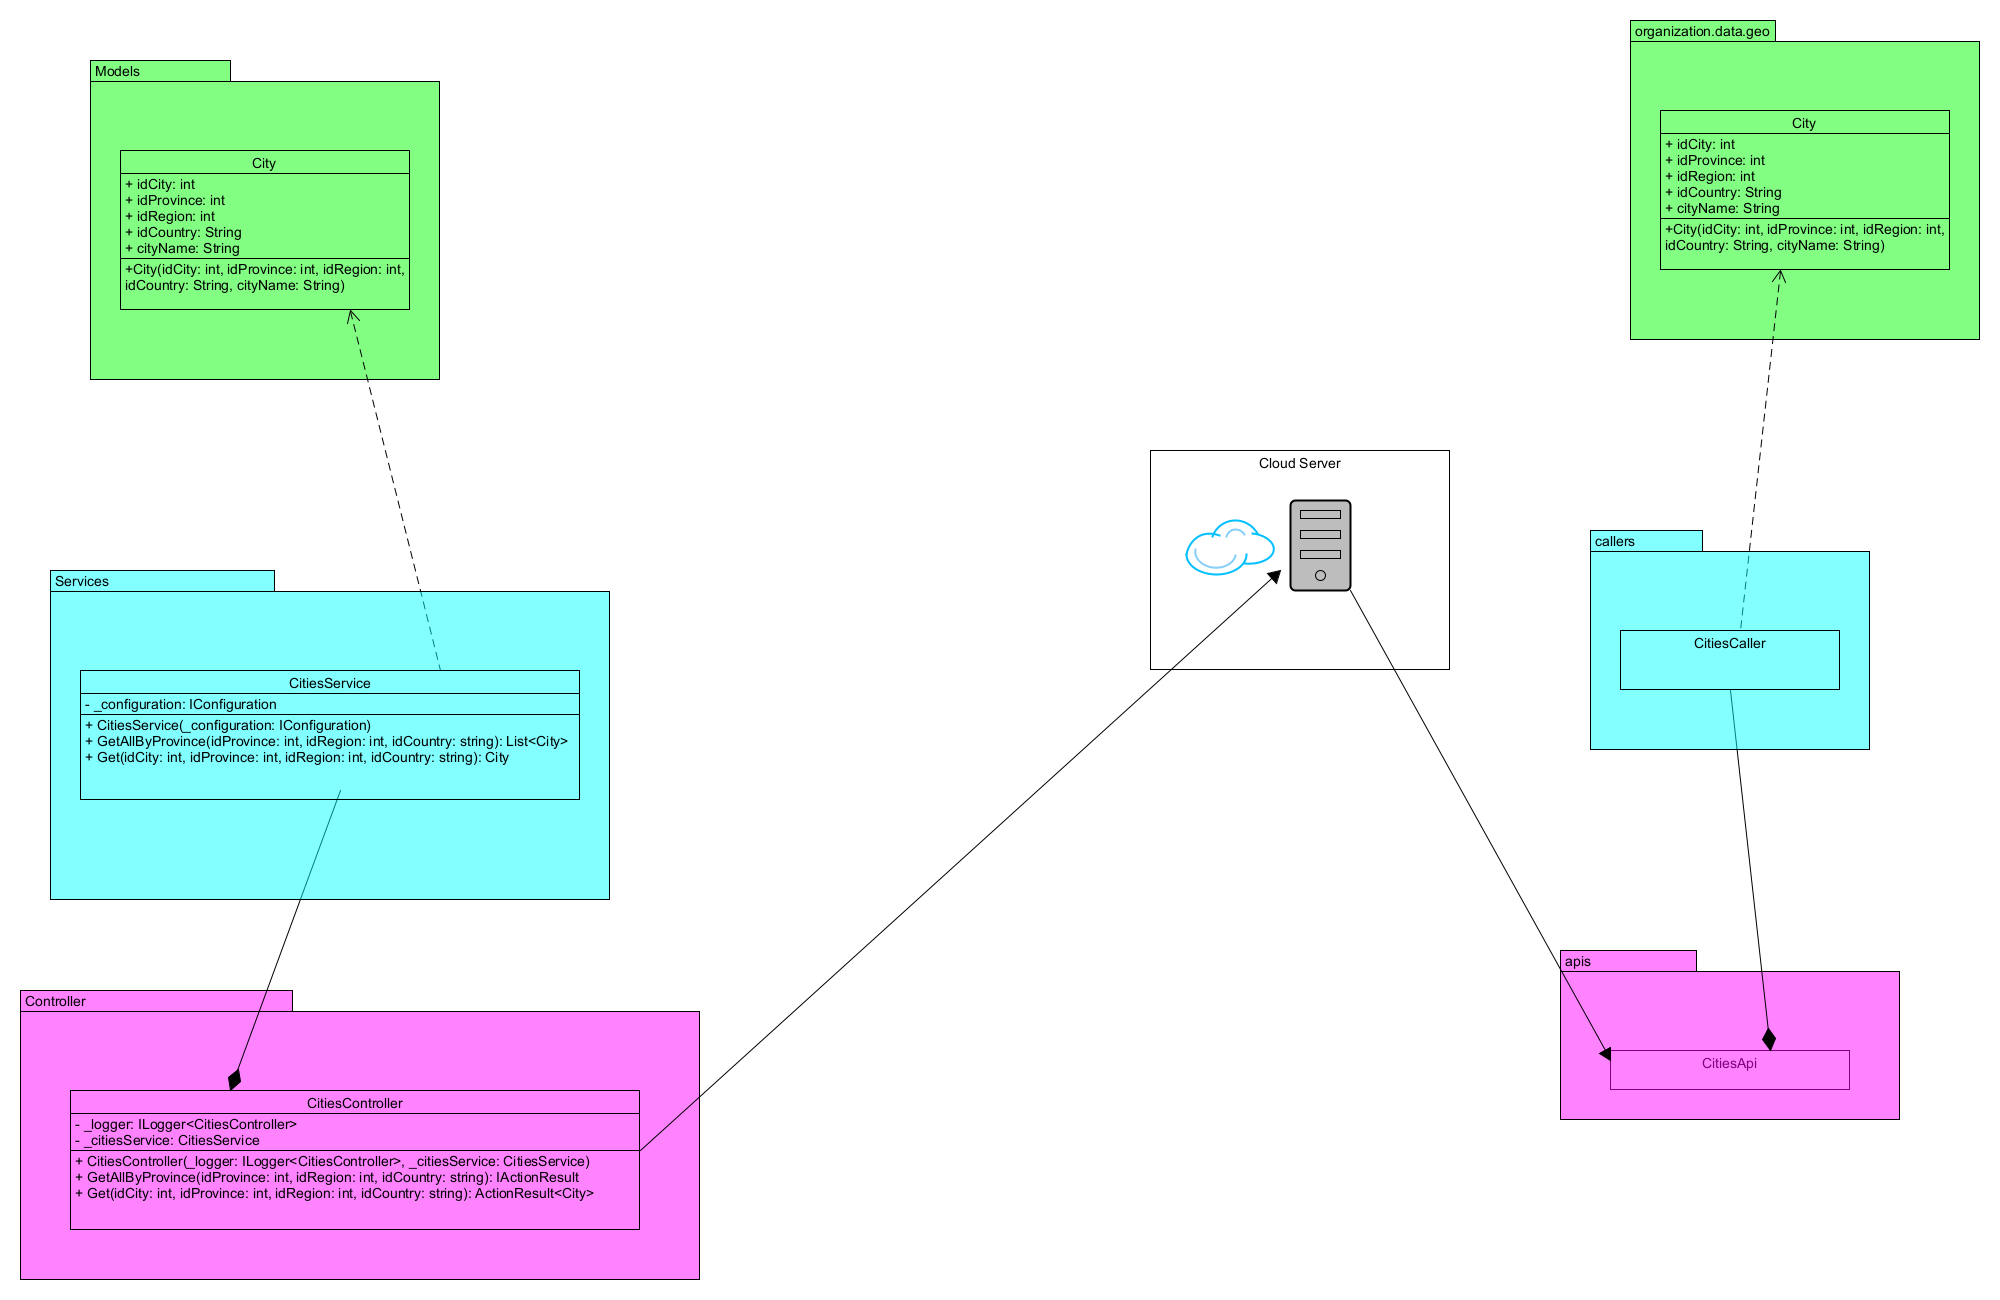 Models
City
+ idCity: int
+ idProvince: int
+ idRegion: int
+ idCountry: String
+ cityName: String
+City(idCity: int, idProvince: int, idRegion: int,
idCountry: String, cityName: String)
Services
CitiesService
- _configuration: IConfiguration
+ CitiesService(_configuration: IConfiguration)
+ GetAllByProvince(idProvince: int, idRegion: int, idCountry: string): List<City>
+ Get(idCity: int, idProvince: int, idRegion: int, idCountry: string): City
Controller
CitiesController
- _logger: ILogger<CitiesController>
- _citiesService: CitiesService
+ CitiesController(_logger: ILogger<CitiesController>, _citiesService: CitiesService)
+ GetAllByProvince(idProvince: int, idRegion: int, idCountry: string): IActionResult
+ Get(idCity: int, idProvince: int, idRegion: int, idCountry: string): ActionResult<City>
Cloud Server
organization.data.geo
City
+ idCity: int
+ idProvince: int
+ idRegion: int
+ idCountry: String
+ cityName: String
+City(idCity: int, idProvince: int, idRegion: int,
idCountry: String, cityName: String)
callers
CitiesCaller
apis
CitiesApi